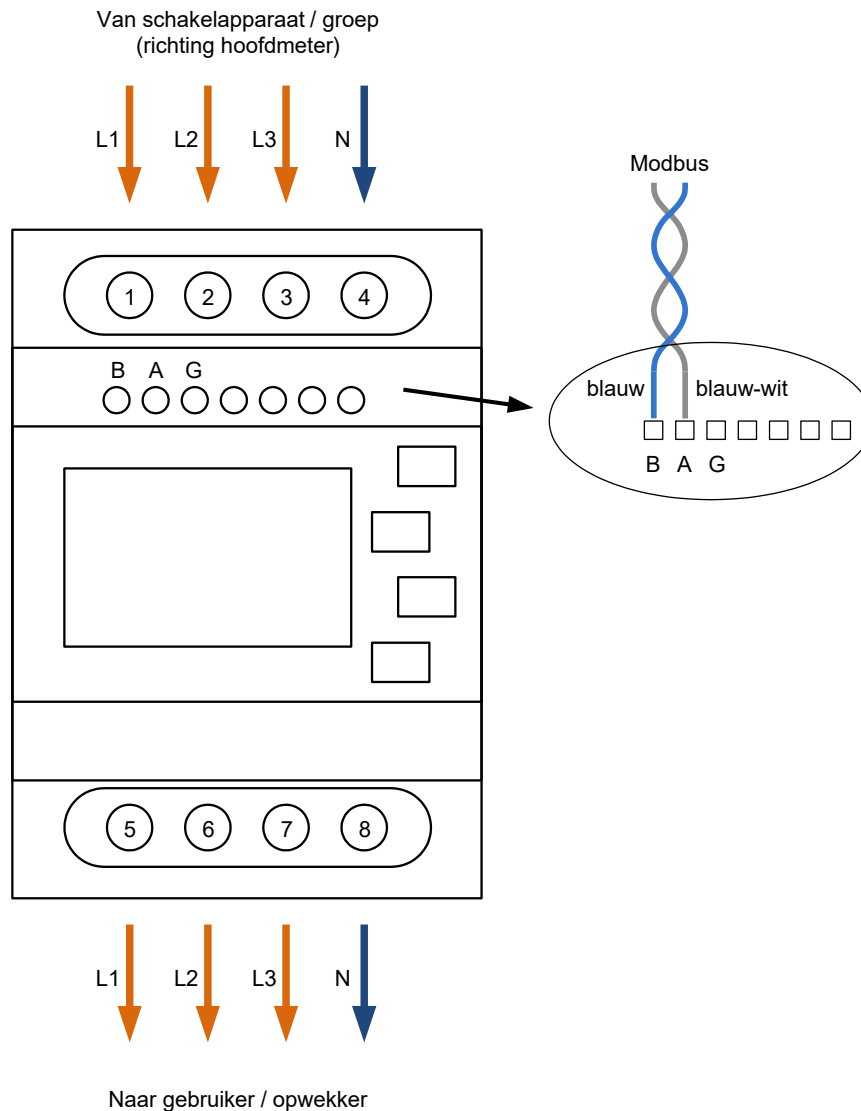 Van schakelapparaat / groep
(richting hoofdmeter)
L1 L2 L3 N
Modbus
1 2 3 4
B A G
blauw blauw-wit
B A G
5 6 7 8
L1 L2 L3 N
Naar gebruiker / opwekker